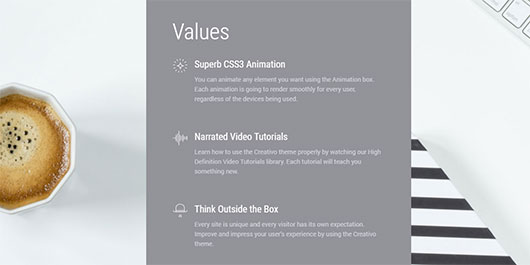 Values
Superb CSS3 Animation
You can animate any element you want using the Animation box.
Each animation is going to render smoothly for every user,
regardless of the devices being used.
Narrated Video Tutorials
Learn how to use the Creativo theme properly by watching our High
Definition Video Tutorials library. Each tutorial will teach you
something new.
Think Outside the Box
Every site is unique and every visitor has its own expectation.
Improve and impress your user's experience by using the Creativo
theme.